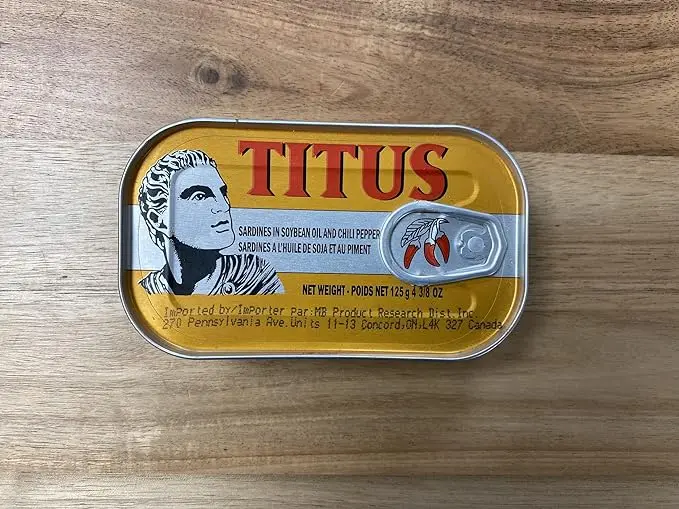 TITUS
SARDINES IN SOYBEAN OIL AND CHILI PEPPER
SARDINES A L'HUILE DE SOJA ET AU PIMENT
NET WEIGHT - POIDS NET 125 g 4 3/8 OZ
Imported by/Importer par:MB Product Research Dist.Inc.
270 Pennsylvania Ave.Units 11-13 Concord,ON,L4K 3Z7 Canada